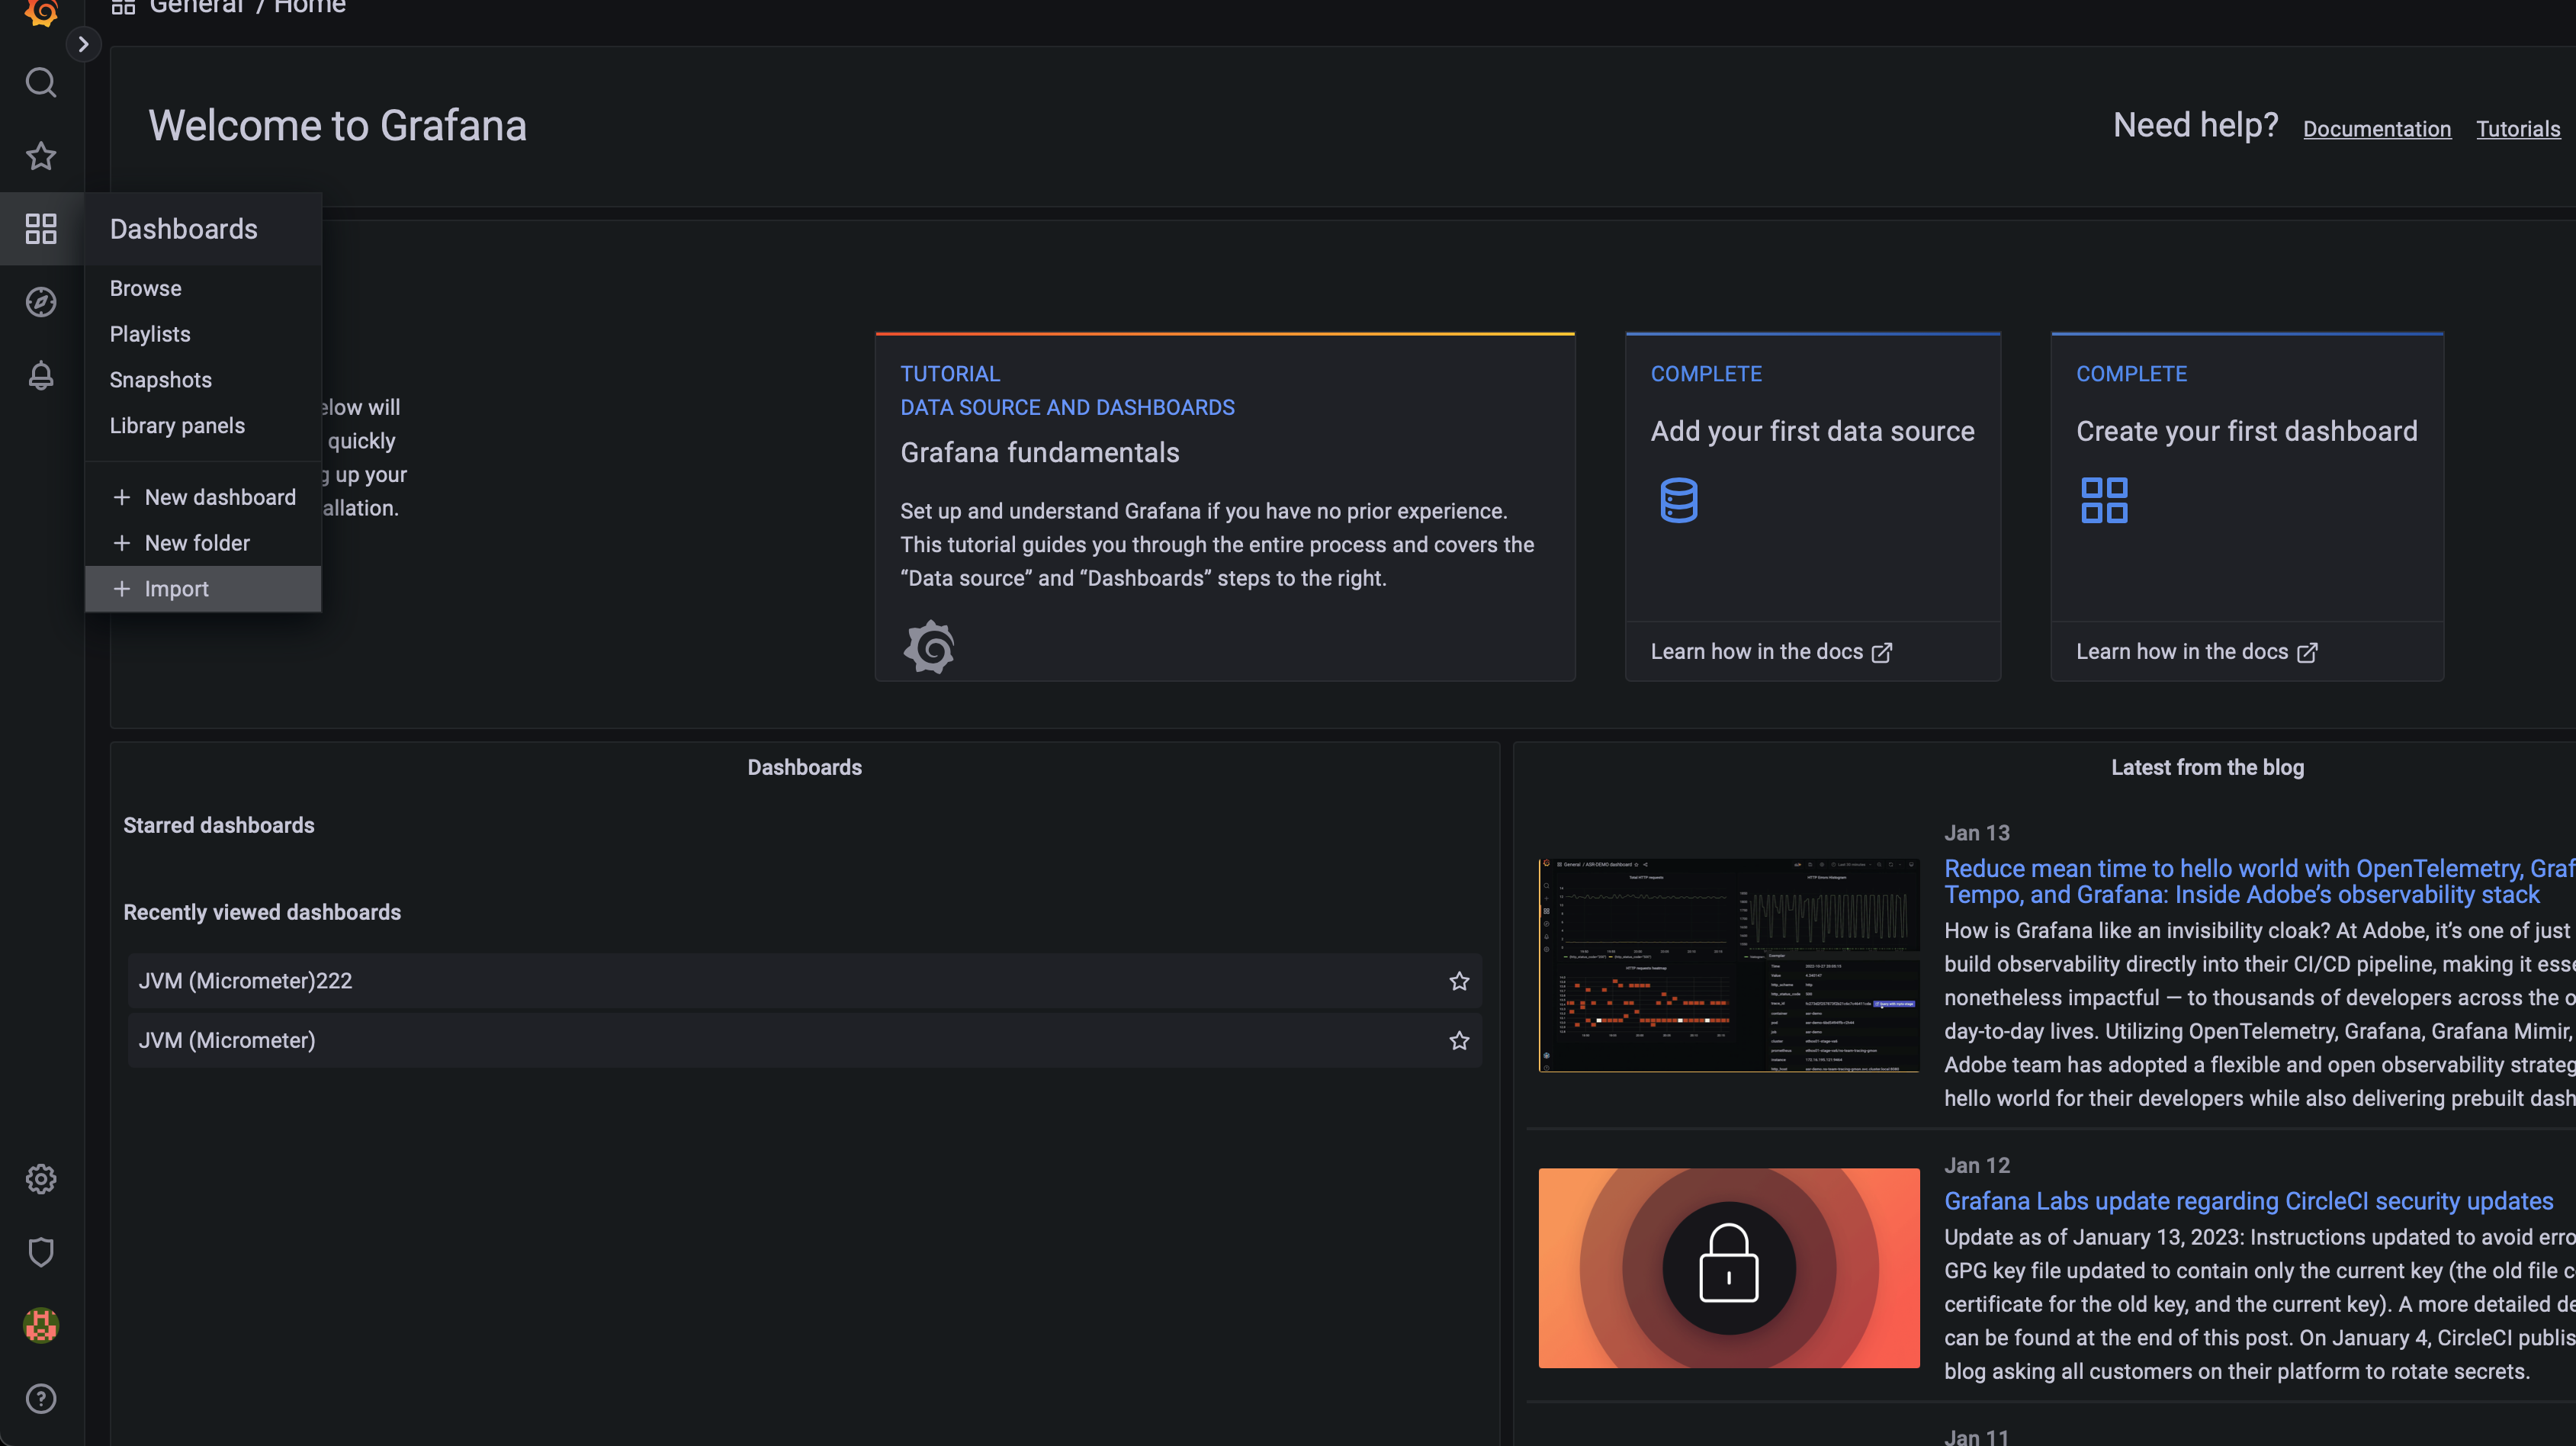 General / Home
Welcome to Grafana
Need help?
Documentation
Tutorials
Dashboards
Browse
Playlists
Snapshots
Library panels
New dashboard
New folder
Import
elow will
quickly
g up your
allation.
TUTORIAL
DATA SOURCE AND DASHBOARDS
Grafana fundamentals
Set up and understand Grafana if you have no prior experience.
This tutorial guides you through the entire process and covers the
“Data source” and “Dashboards” steps to the right.
COMPLETE
Add your first data source
Learn how in the docs
COMPLETE
Create your first dashboard
Learn how in the docs
Dashboards
Starred dashboards
Recently viewed dashboards
JVM (Micrometer)222
JVM (Micrometer)
Latest from the blog
Jan 13
Reduce mean time to hello world with OpenTelemetry, Graf
Tempo, and Grafana: Inside Adobe’s observability stack
How is Grafana like an invisibility cloak? At Adobe, it’s one of just
build observability directly into their CI/CD pipeline, making it esse
nonetheless impactful — to thousands of developers across the o
day-to-day lives. Utilizing OpenTelemetry, Grafana, Grafana Mimir,
Adobe team has adopted a flexible and open observability strateg
hello world for their developers while also delivering prebuilt dash
Jan 12
Grafana Labs update regarding CircleCI security updates
Update as of January 13, 2023: Instructions updated to avoid erro
GPG key file updated to contain only the current key (the old file c
certificate for the old key, and the current key). A more detailed de
can be found at the end of this post. On January 4, CircleCI publis
blog asking all customers on their platform to rotate secrets.
Jan 11